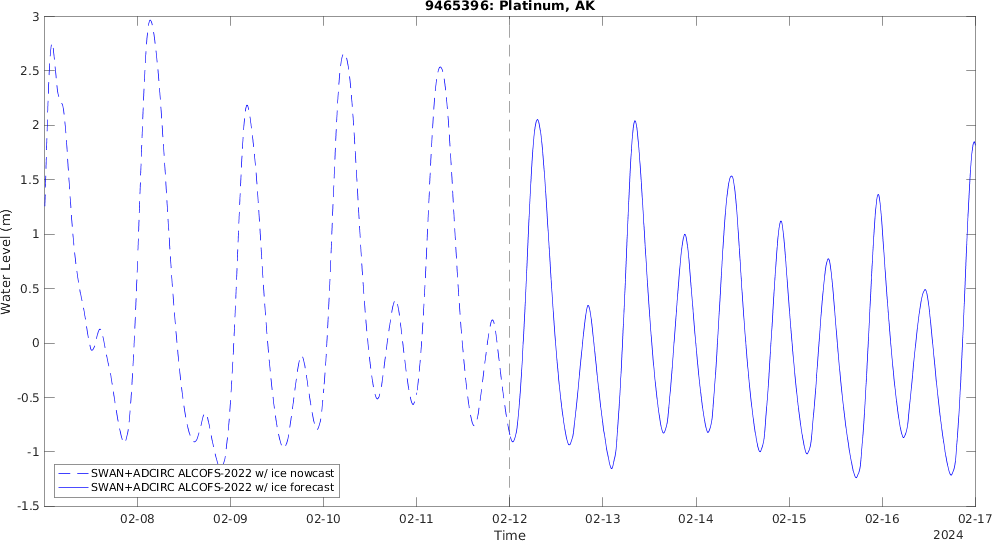 9465396: Platinum, AK
3
2.5
2
1.5
1
0.5
0
-0.5
-1
-1.5
Water Level (m)
SWAN+ADCIRC ALCOFS-2022 w/ ice nowcast
SWAN+ADCIRC ALCOFS-2022 w/ ice forecast
02-08 02-09 02-10 02-11 02-12 02-13 02-14 02-15 02-16 02-17
Time
2024